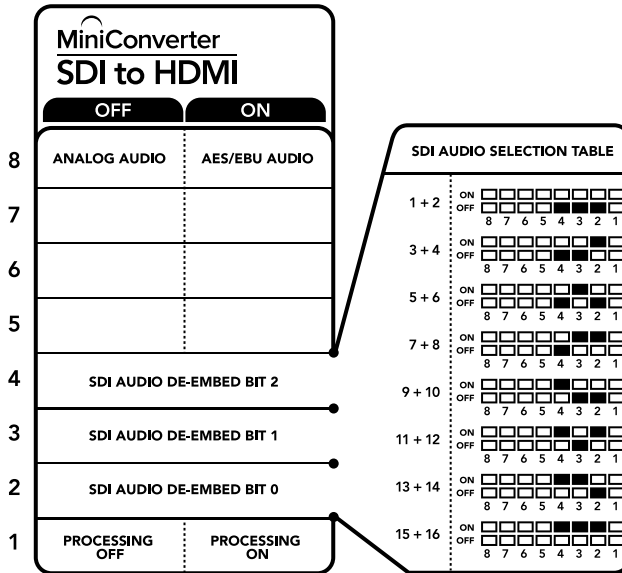 MiniConverter
SDI to HDMI
OFF ON
8 ANALOG AUDIO AES/EBU AUDIO
7
6
5
4 SDI AUDIO DE-EMBED BIT 2
3 SDI AUDIO DE-EMBED BIT 1
2 SDI AUDIO DE-EMBED BIT 0
1 PROCESSING OFF PROCESSING ON
SDI AUDIO SELECTION TABLE
1 + 2 ON
OFF
8 7 6 5 4 3 2 1
3 + 4 ON
OFF
8 7 6 5 4 3 2 1
5 + 6 ON
OFF
8 7 6 5 4 3 2 1
7 + 8 ON
OFF
8 7 6 5 4 3 2 1
9 + 10 ON
OFF
8 7 6 5 4 3 2 1
11 + 12 ON
OFF
8 7 6 5 4 3 2 1
13 + 14 ON
OFF
8 7 6 5 4 3 2 1
15 + 16 ON
OFF
8 7 6 5 4 3 2 1